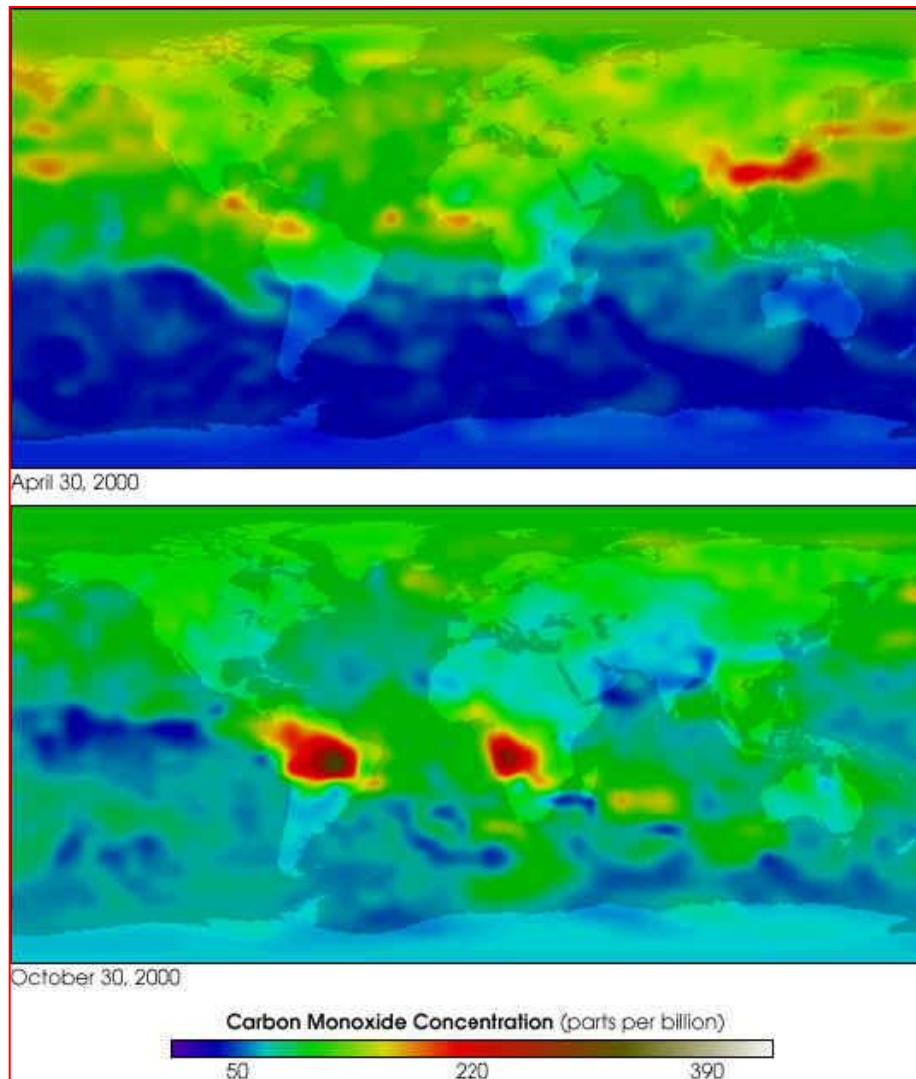 April 30, 2000
October 30, 2000
Carbon Monoxide Concentration (parts per billion)
50 220 390